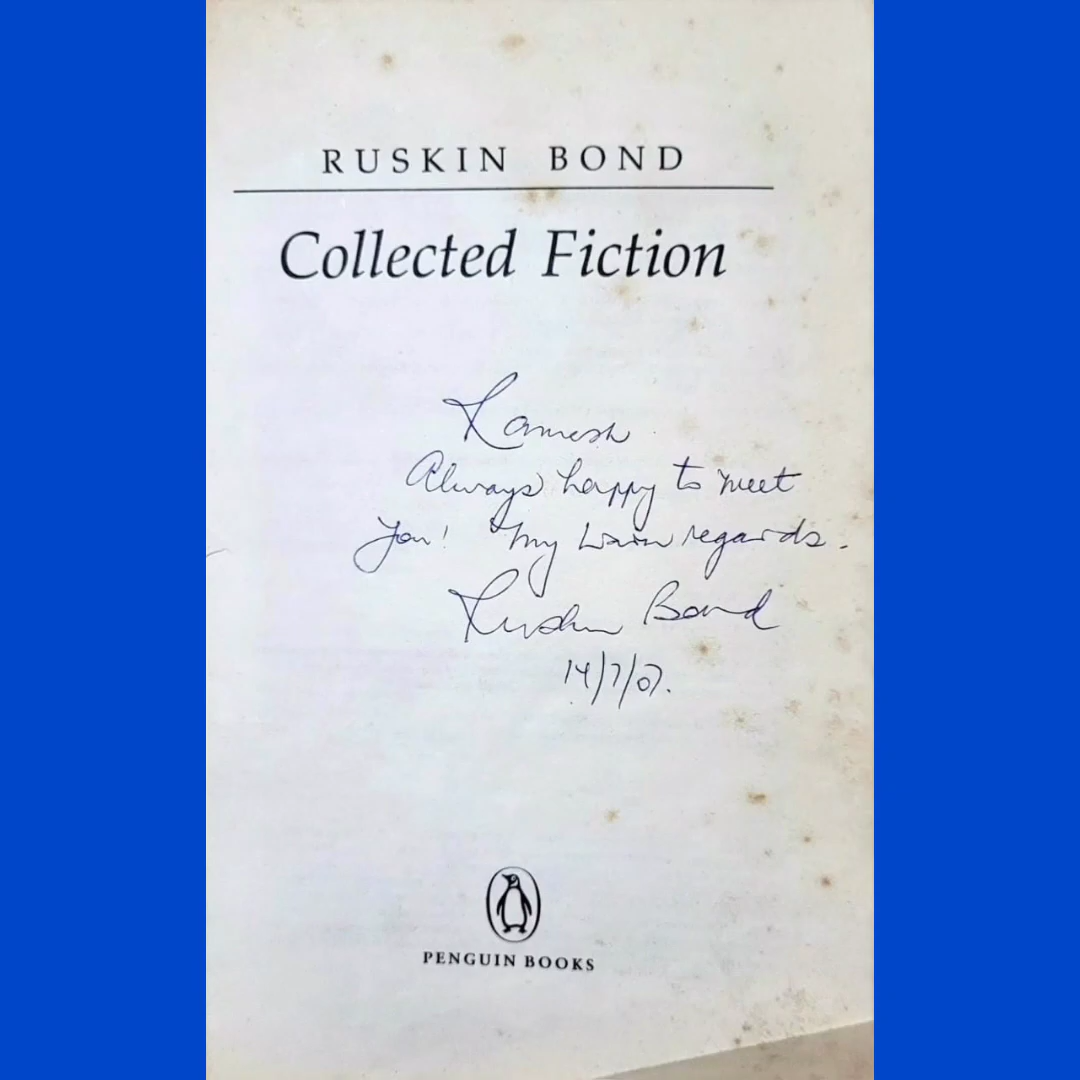 RUSKIN BOND
Collected Fiction
Ramesh
Always happy to meet
you! My warm regards.
Ruskin Bond
14/7/07.
PENGUIN BOOKS